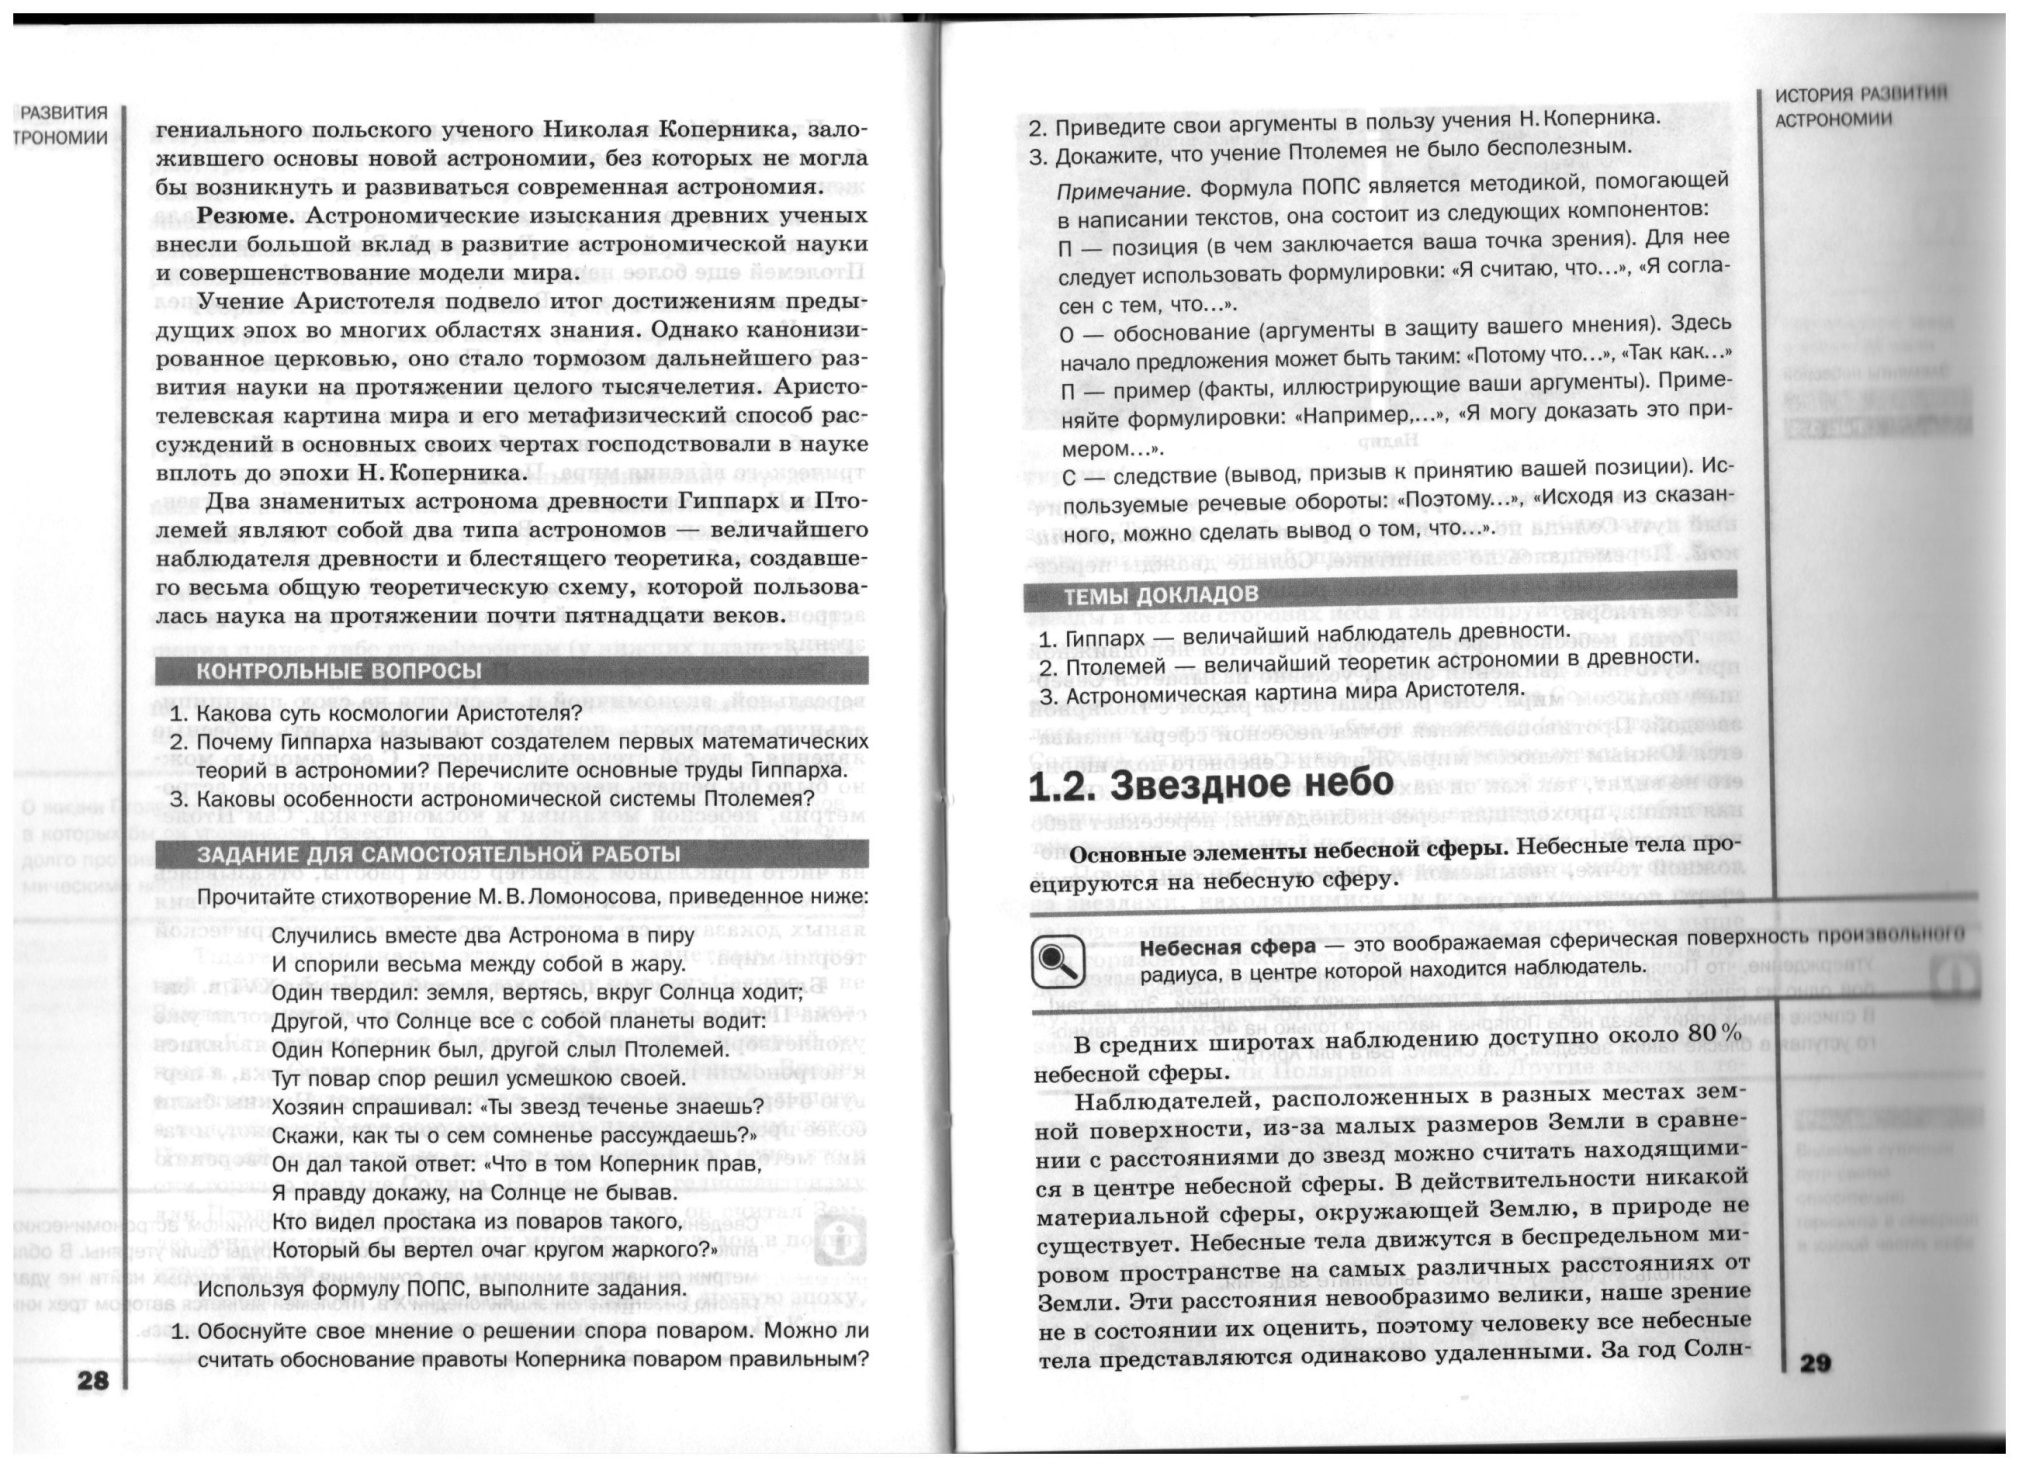 РАЗВИТИЯ
ТРОНОМИИ
гениального польского ученого Николая Коперника, зало-
жившего основы новой астрономии, без которых не могла
бы возникнуть и развиваться современная астрономия.
Резюме. Астрономические изыскания древних ученых
внесли большой вклад в развитие астрономической науки
и совершенствование модели мира.
Учение Аристотеля подвело итог достижениям преды-
дущих эпох во многих областях знания. Однако канонизи-
рованное церковью, оно стало тормозом дальнейшего раз-
вития науки на протяжении целого тысячелетия. Аристо-
телевская картина мира и его метафизический способ рас-
суждений в основных своих чертах господствовали в науке
вплоть до эпохи Н. Коперника.
Два знаменитых астронома древности Гиппарх и Пто-
лемей являют собой два типа астрономов — величайшего
наблюдателя древности и блестящего теоретика, создавше-
го весьма общую теоретическую схему, которой пользова-
лась наука на протяжении почти пятнадцати веков.
КОНТРОЛЬНЫЕ ВОПРОСЫ
1. Какова суть космологии Аристотеля?
2. Почему Гиппарха называют создателем первых математических
теорий в астрономии? Перечислите основные труды Гиппарха.
3. Каковы особенности астрономической системы Птолемея?
ЗАДАНИЕ ДЛЯ САМОСТОЯТЕЛЬНОЙ РАБОТЫ
Прочитайте стихотворение М. В. Ломоносова, приведенное ниже:
Случились вместе два Астронома в пиру
И спорили весьма между собой в жару.
Один твердил: земля, вертясь, вкруг Солнца ходит;
Другой, что Солнце все с собой планеты водит:
Один Коперник был, другой слыл Птолемей.
Тут повар спор решил усмешкою своей.
Хозяин спрашивал: «Ты звезд теченье знаешь?
Скажи, как ты о сем сомненье рассуждаешь?»
Он дал такой ответ: «Что в том Коперник прав,
Я правду докажу, на Солнце не бывав.
Кто видел простака из поваров такого,
Который бы вертел очаг кругом жаркого?»
Используя формулу ПОПС, выполните задания.
1. Обоснуйте свое мнение о решении спора поваром. Можно ли
считать обоснование правоты Коперника поваром правильным?
28
ИСТОРИЯ РАЗВИТИЯ
АСТРОНОМИИ
2. Приведите свои аргументы в пользу учения Н. Коперника.
3. Докажите, что учение Птолемея не было бесполезным.
Примечание. Формула ПОПС является методикой, помогающей
в написании текстов, она состоит из следующих компонентов:
П — позиция (в чем заключается ваша точка зрения). Для нее
следует использовать формулировки: «Я считаю, что...», «Я согла-
сен с тем, что...».
О — обоснование (аргументы в защиту вашего мнения). Здесь
начало предложения может быть таким: «Потому что...», «Так как...»
П — пример (факты, иллюстрирующие ваши аргументы). Приме-
няйте формулировки: «Например,...», «Я могу доказать это при-
мером...».
С — следствие (вывод, призыв к принятию вашей позиции). Ис-
пользуемые речевые обороты: «Поэтому...», «Исходя из сказан-
ного, можно сделать вывод о том, что...».
ТЕМЫ ДОКЛАДОВ
1. Гиппарх — величайший наблюдатель древности.
2. Птолемей — величайший теоретик астрономии в древности.
3. Астрономическая картина мира Аристотеля.
1.2. Звездное небо
Основные элементы небесной сферы. Небесные тела про-
ецируются на небесную сферу.
Небесная сфера — это воображаемая сферическая поверхность произвольного
радиуса, в центре которой находится наблюдатель.
В средних широтах наблюдению доступно около 80 %
небесной сферы.
Наблюдателей, расположенных в разных местах зем-
ной поверхности, из-за малых размеров Земли в сравне-
нии с расстояниями до звезд можно считать находящими-
ся в центре небесной сферы. В действительности никакой
материальной сферы, окружающей Землю, в природе не
существует. Небесные тела движутся в беспредельном ми-
ровом пространстве на самых различных расстояниях от
Земли. Эти расстояния невообразимо велики, наше зрение
не в состоянии их оценить, поэтому человеку все небесные
тела представляются одинаково удаленными. За год Солн-
29